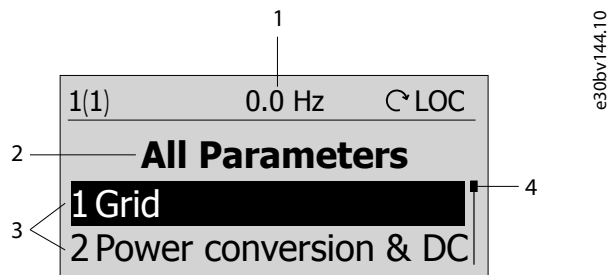 1
e30bv144.10
1(1) 0.0 Hz LOC
2 All Parameters
1 Grid 4
3
2 Power conversion & DC